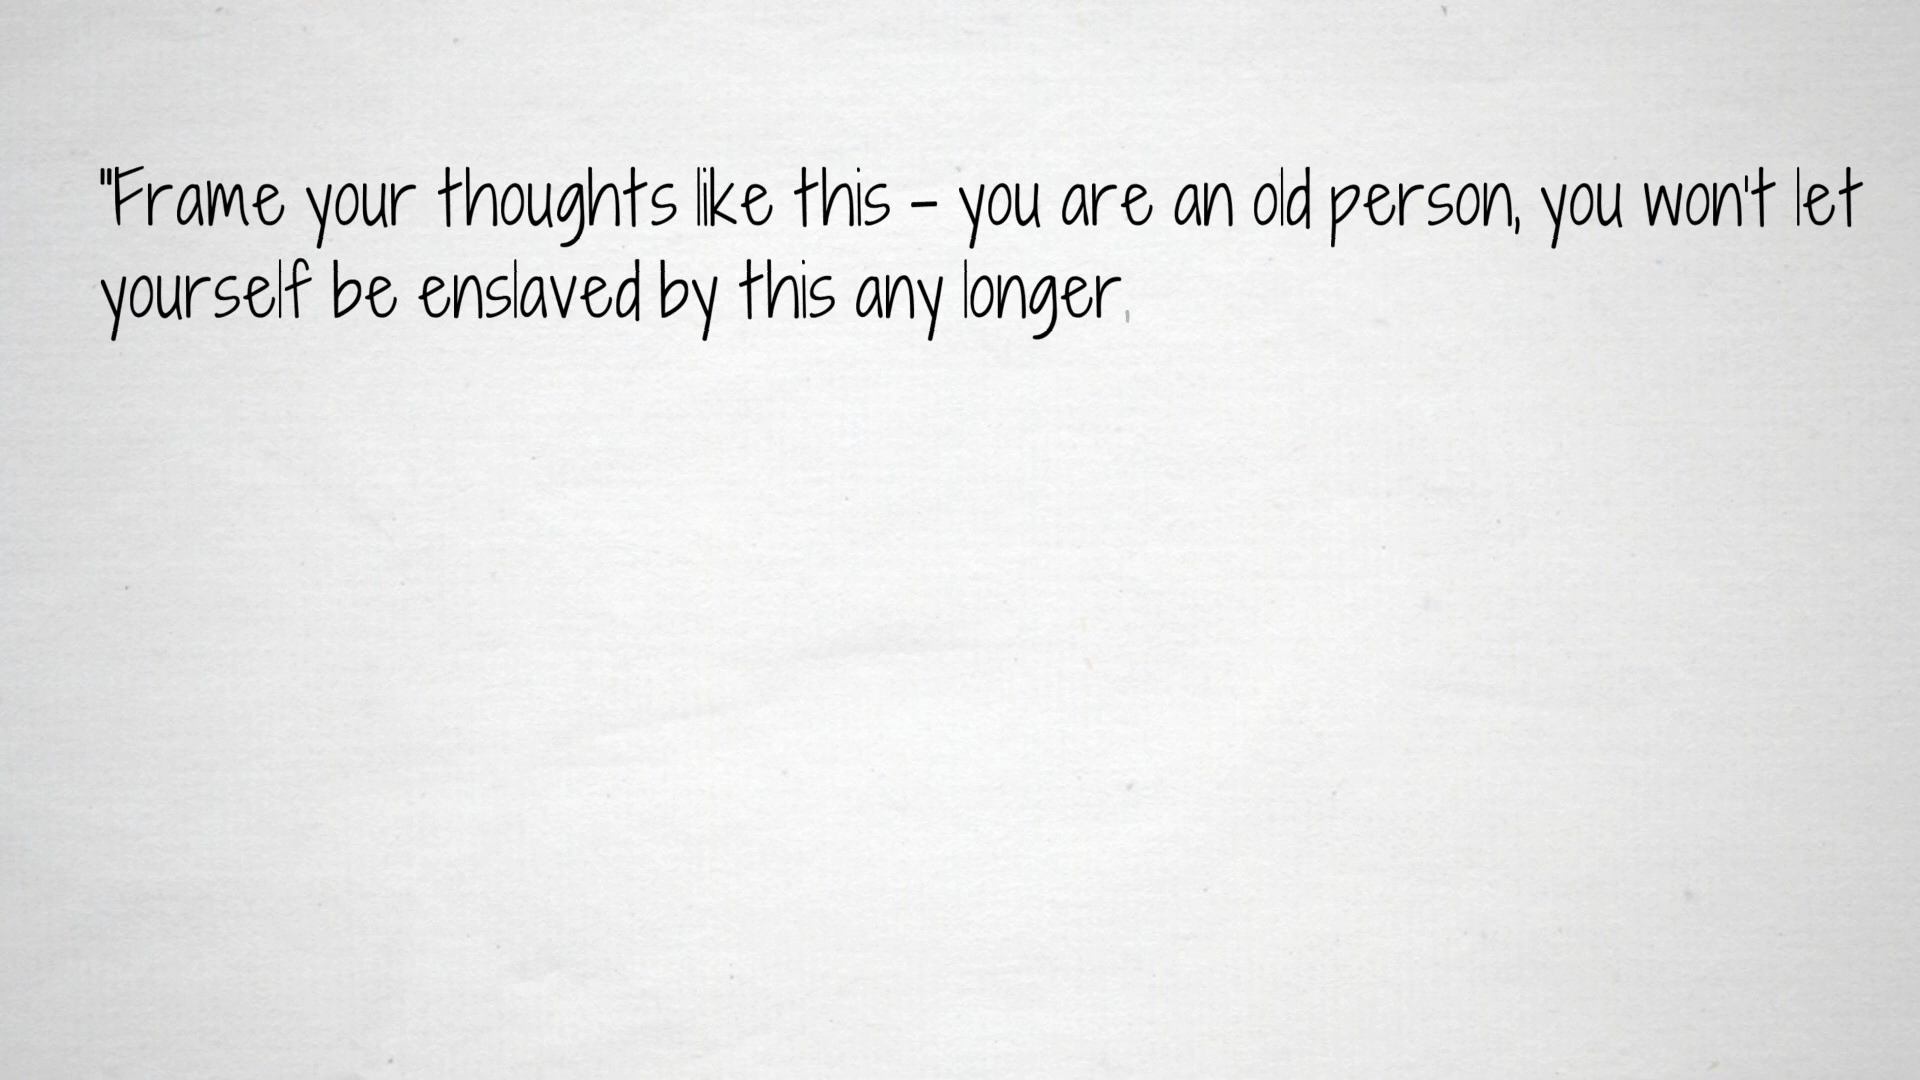 "Frame your thoughts like this – you are an old person, you won't let
yourself be enslaved by this any longer,